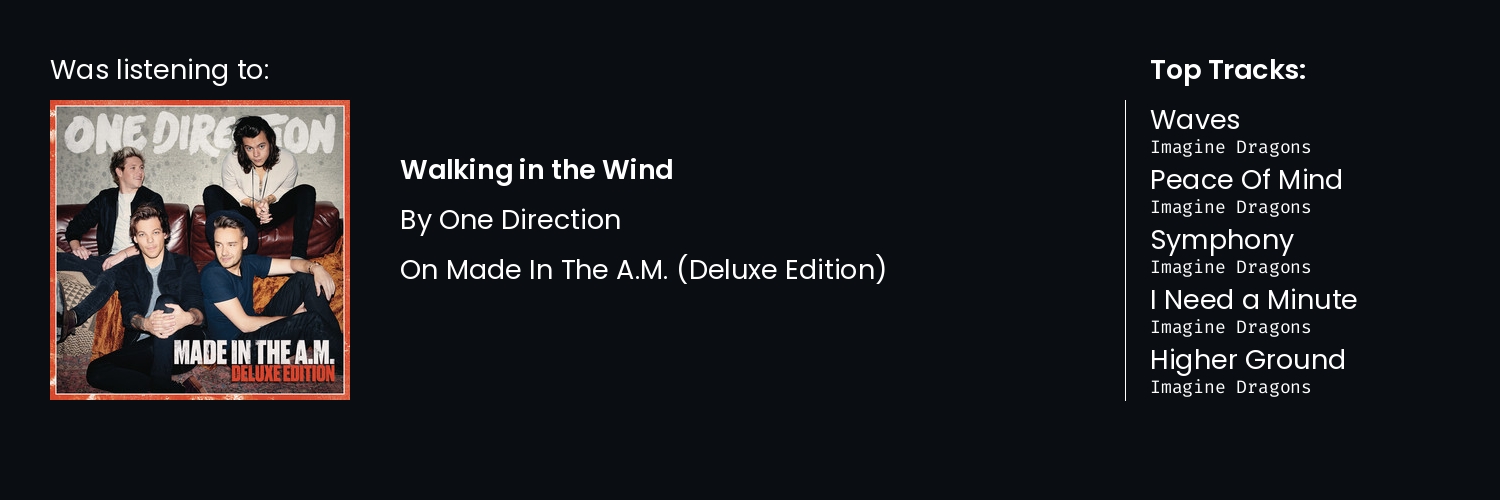 Was listening to:
ONE DIRECTION
MADE IN THE A.M.
DELUXE EDITION
Walking in the Wind
By One Direction
On Made In The A.M. (Deluxe Edition)
Top Tracks:
Waves
Imagine Dragons
Peace Of Mind
Imagine Dragons
Symphony
Imagine Dragons
I Need a Minute
Imagine Dragons
Higher Ground
Imagine Dragons